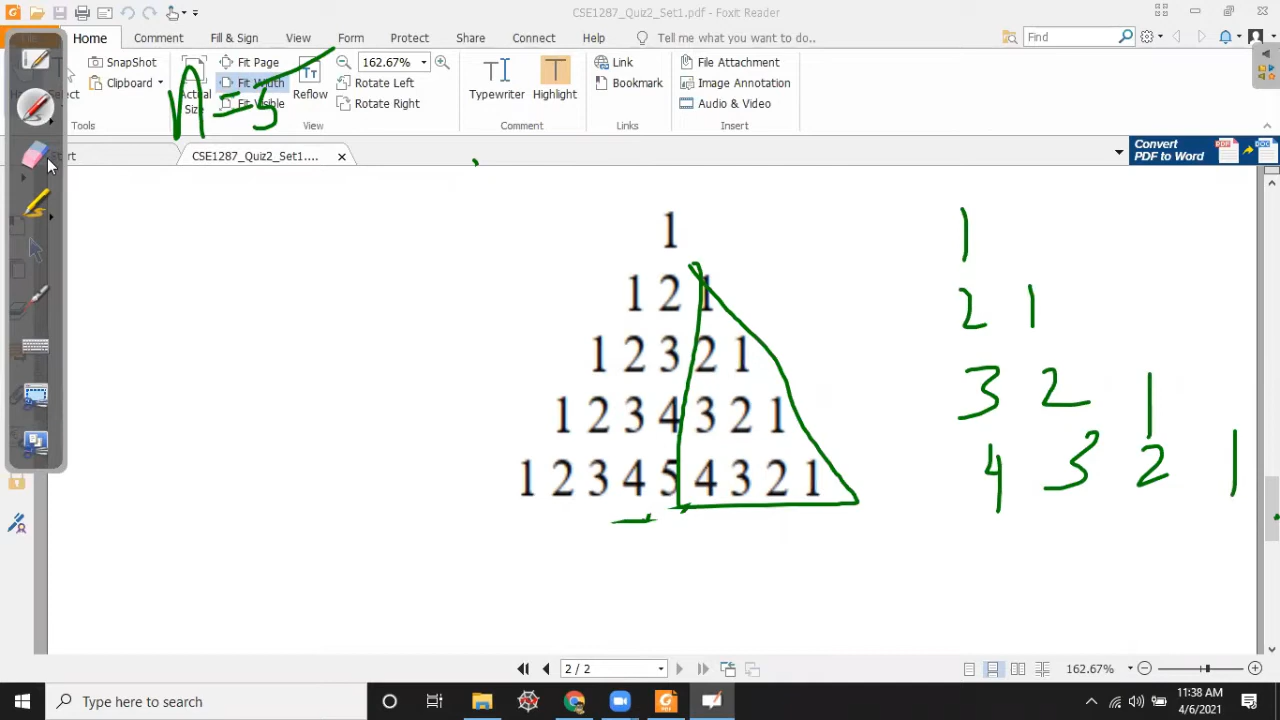 CSE1287_Quiz2_Set1.pdf - Foxit Reader
Home Comment Fill & Sign View Form Protect Share Connect Help Tell me what you want to do.. Find
SnapShot
Clipboard
Tools
Actual Size
Fit Page
Fit Width
Fit Visible
Reflow
162.67%
Rotate Left
Rotate Right
View
Typewriter
Highlight
Comment
Link
Bookmark
Links
File Attachment
Image Annotation
Audio & Video
Insert
n=5
CSE1287_Quiz2_Set1....
Convert
PDF to Word
1
1 2 1
1 2 3 2 1
1 2 3 4 3 2 1
1 2 3 4 5 4 3 2 1
1
2 1
3 2 1
4 3 2 1
2 / 2
162.67%
Type here to search
11:38 AM
4/6/2021